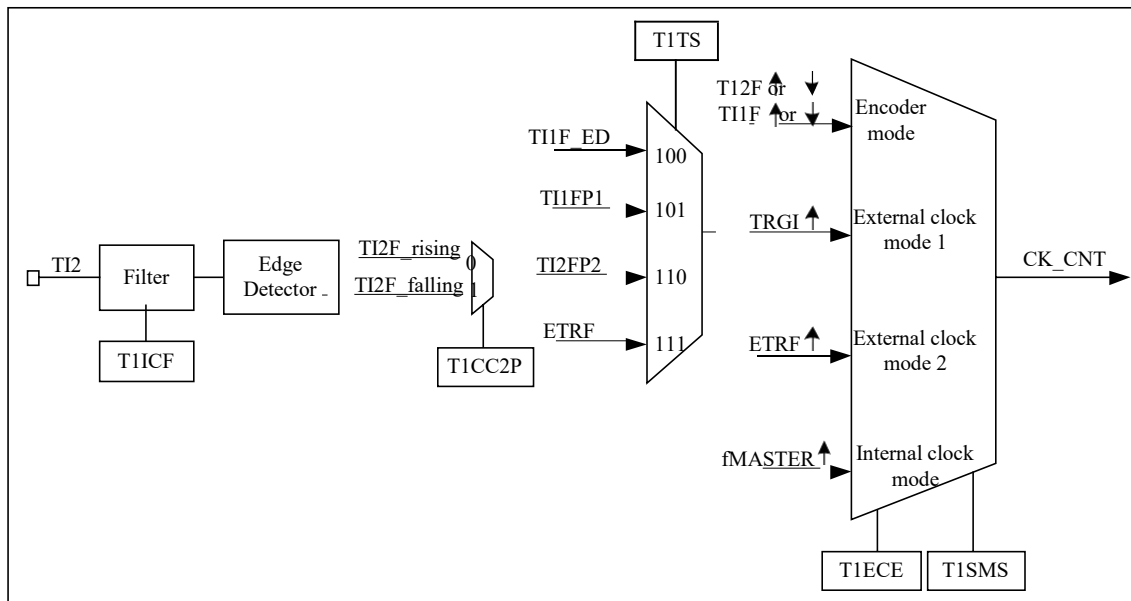 T1TS
T12F or
TI1F or
Encoder
mode
TI1F_ED
100
TI1FP1
101
TRGI
External clock
mode 1
TI2
Filter
Edge
Detector
TI2F_rising
0
TI2F_falling
1
TI2FP2
110
CK_CNT
ETRF
111
ETRF
External clock
mode 2
T1ICF
T1CC2P
fMASTER
Internal clock
mode
T1ECE
T1SMS